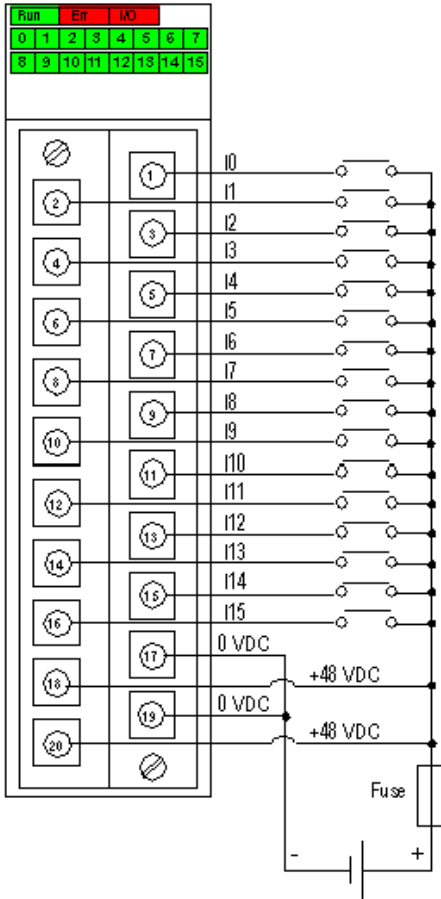 Run Err I/O
0 1 2 3 4 5 6 7
8 9 10 11 12 13 14 15
1 I0
2 I1
3 I2
4 I3
5 I4
6 I5
7 I6
8 I7
9 I8
10 I9
11 I10
12 I11
13 I12
14 I13
15 I14
16 I15
17 0 VDC
18 +48 VDC
19 0 VDC
20 +48 VDC
Fuse
- +